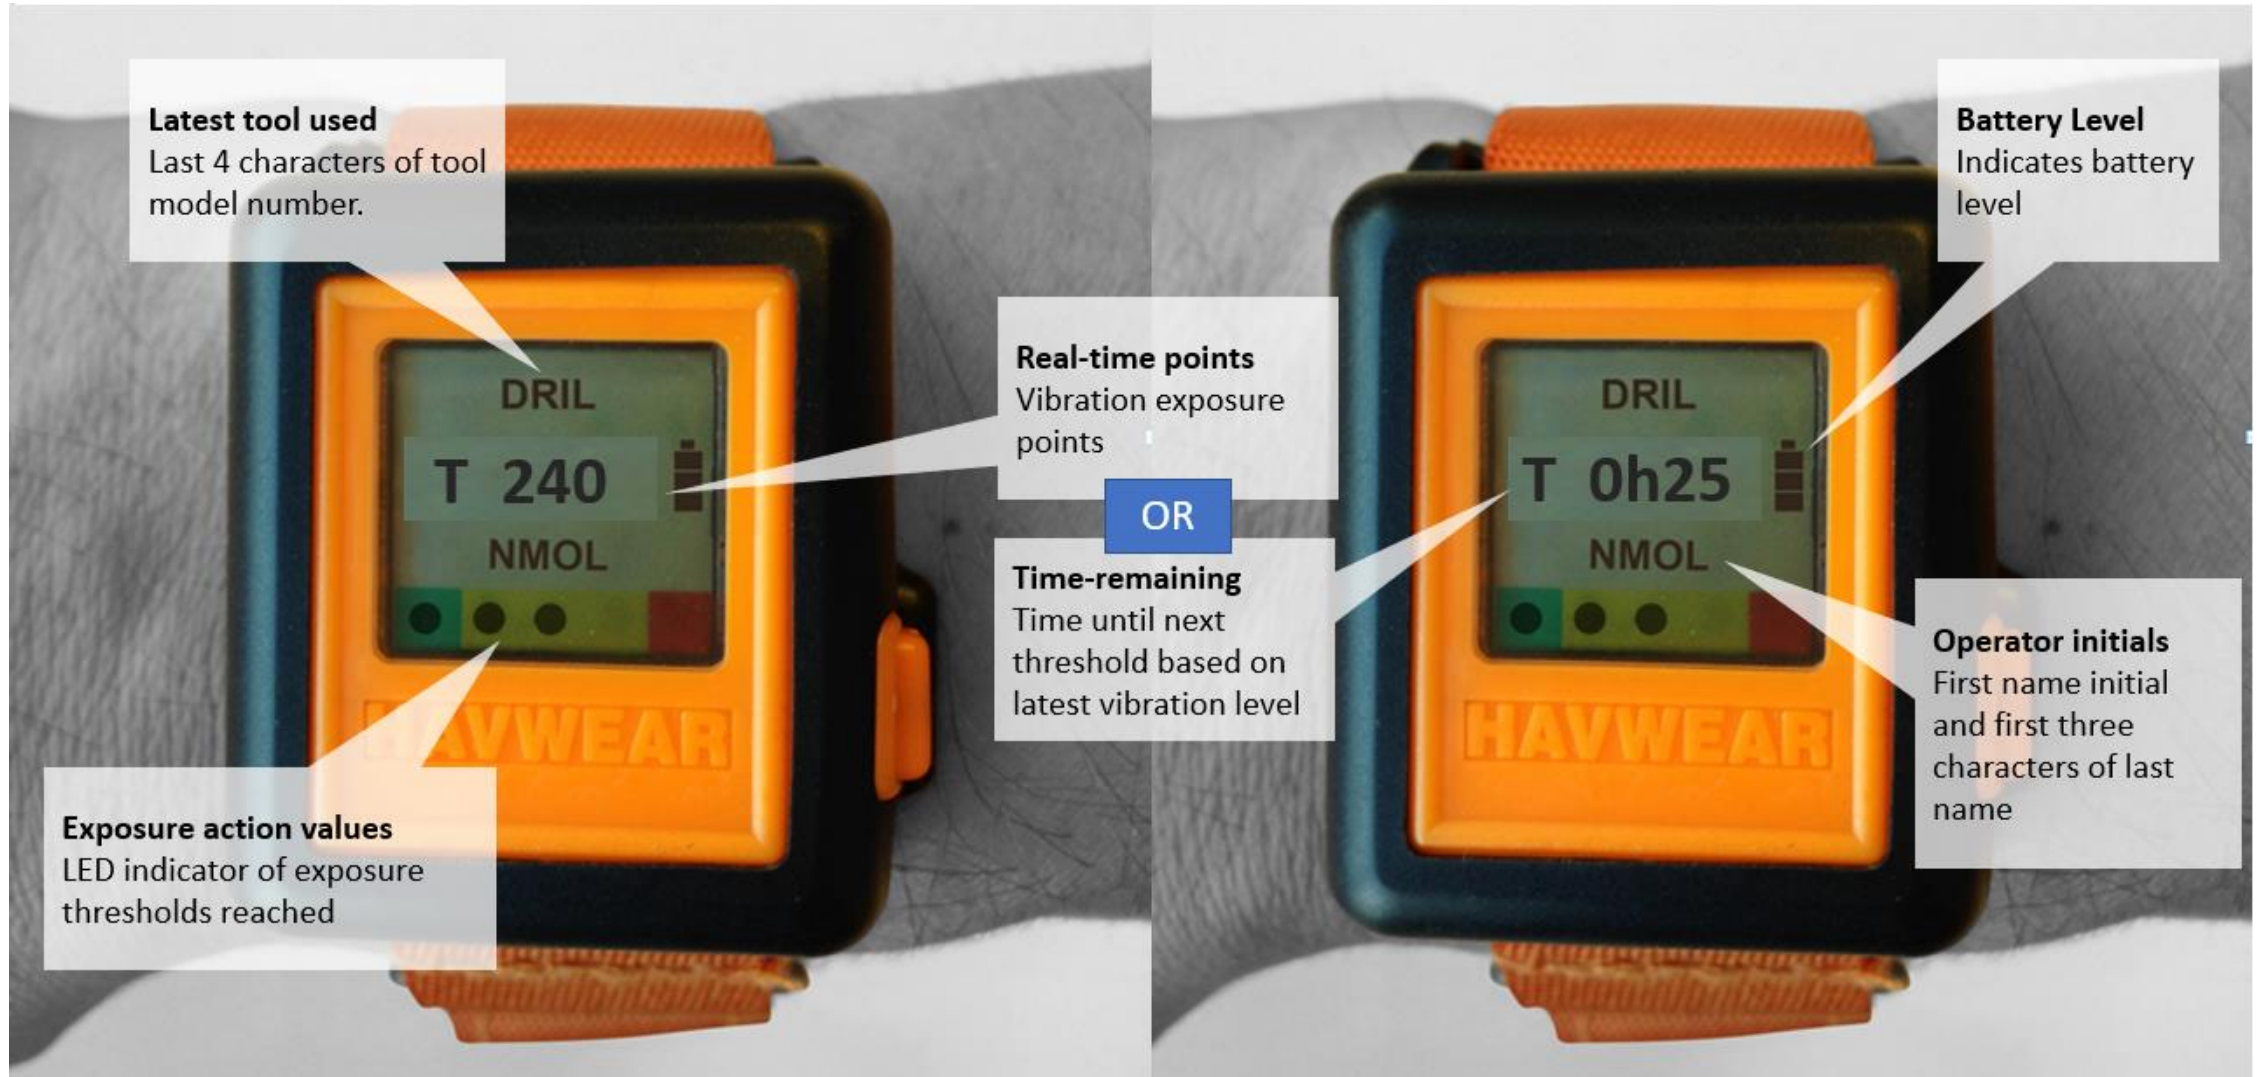 Latest tool used
Last 4 characters of tool
model number.
DRIL
T 240
NMOL
HAVWEAR
Exposure action values
LED indicator of exposure
thresholds reached
Real-time points
Vibration exposure
points
OR
Time-remaining
Time until next
threshold based on
latest vibration level
Battery Level
Indicates battery
level
DRIL
T 0h25
NMOL
HAVWEAR
Operator initials
First name initial
and first three
characters of last
name